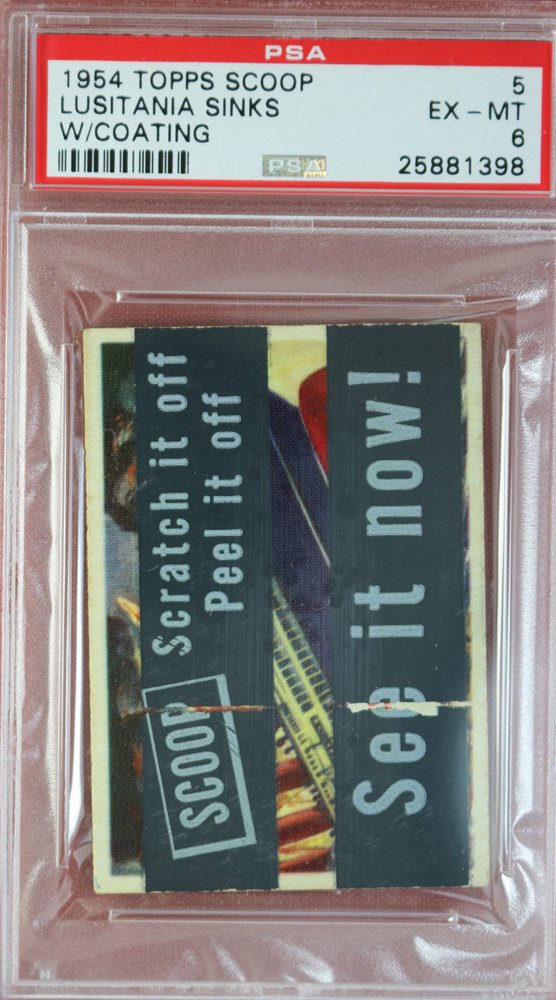 PSA
1954 TOPPS SCOOP 5
LUSITANIA SINKS EX - MT
W/COATING 6
PSA 25881398
SCOOP Scratch it off
Peel it off
See it now!